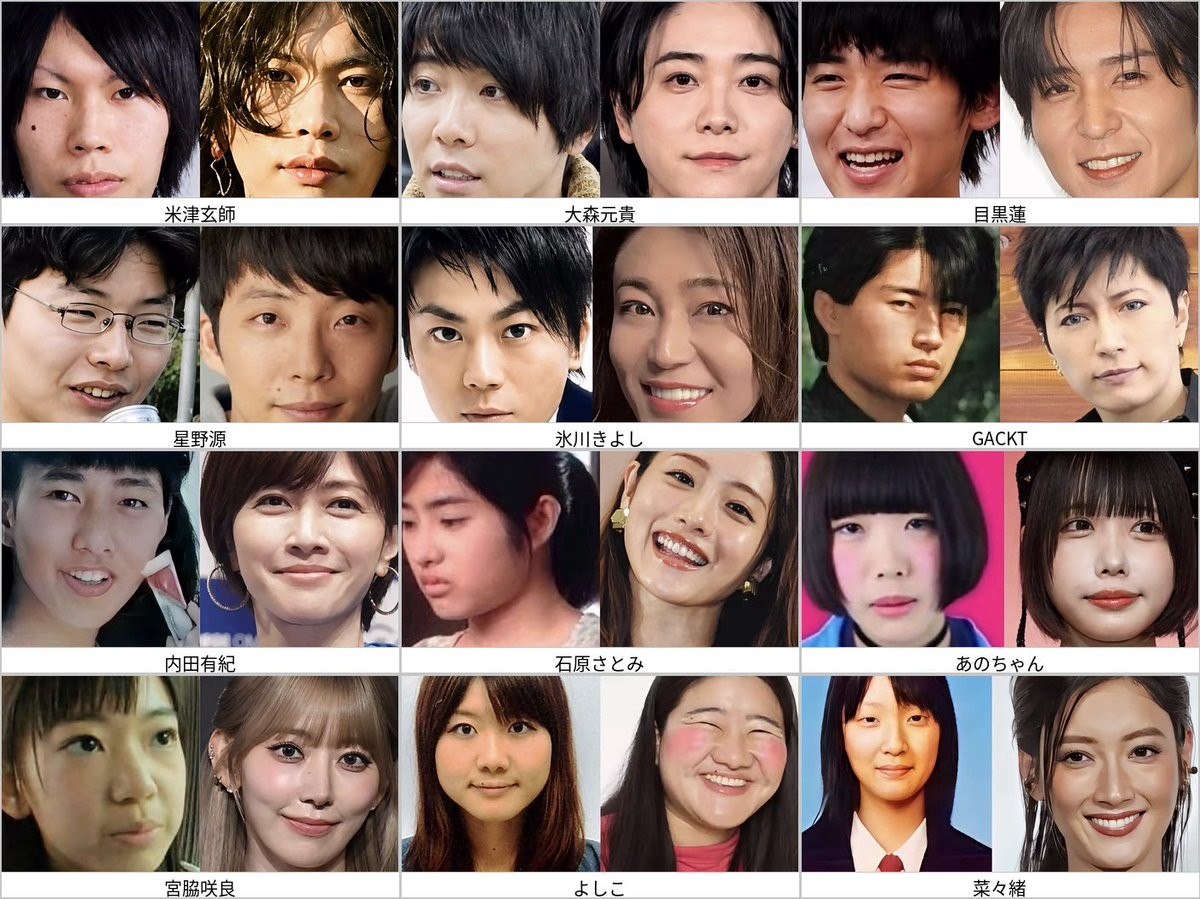 米津玄師
大森元貴
目黒蓮
星野源
氷川きよし
GACKT
内田有紀
石原さとみ
あのちゃん
宮脇咲良
よしこ
菜々緒